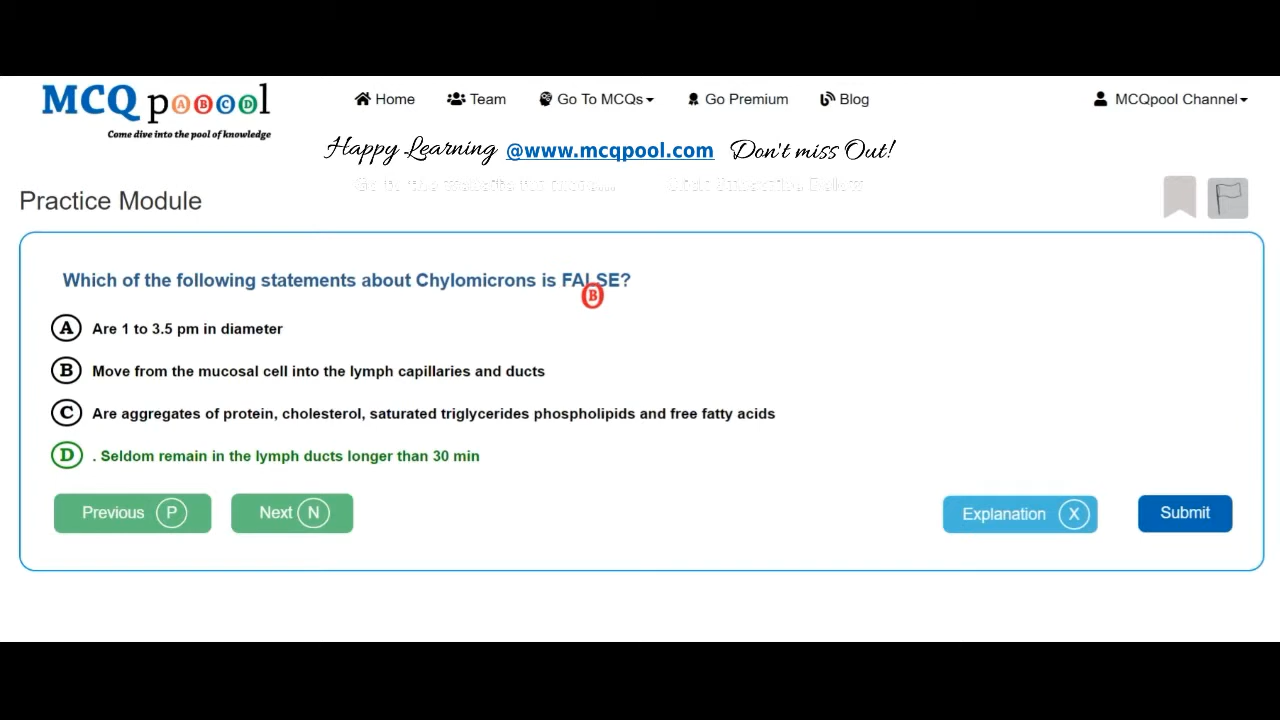 MCQ pooool
Come dive into the pool of knowledge
Home Team Go To MCQs Go Premium Blog MCQpool Channel
Happy Learning @www.mcqpool.com Don't miss Out!
Practice Module
Which of the following statements about Chylomicrons is FALSE?
B
A Are 1 to 3.5 pm in diameter
B Move from the mucosal cell into the lymph capillaries and ducts
C Are aggregates of protein, cholesterol, saturated triglycerides phospholipids and free fatty acids
D . Seldom remain in the lymph ducts longer than 30 min
Previous P Next N Explanation X Submit